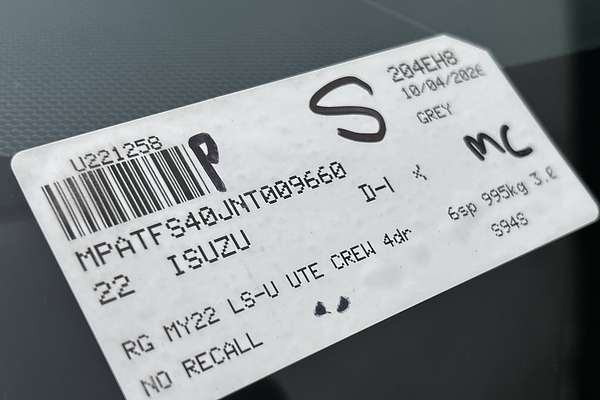 204EH8
10/04/2026
GREY
U221258
P
S
MC
MPATFS40JNT009660
D-I
22 ISUZU
6sp 995kg 3.0
S948
RG MY22 LS-U UTE CREW 4dr
NO RECALL